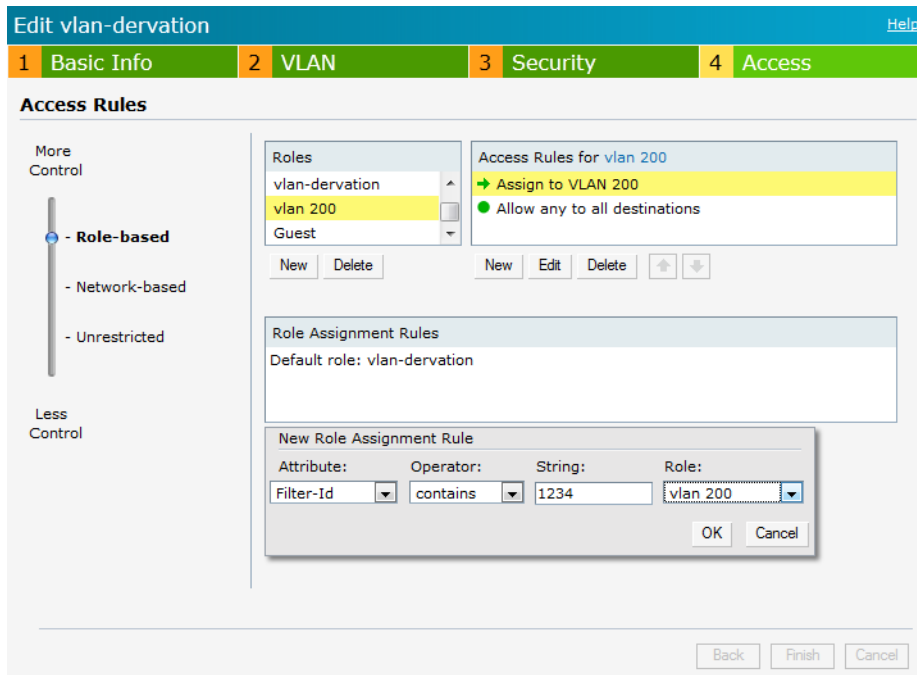 Edit vlan-dervation
Help
1 Basic Info
2 VLAN
3 Security
4 Access
Access Rules
More
Control
- Role-based
- Network-based
- Unrestricted
Less
Control
Roles
vlan-dervation
vlan 200
Guest
New
Delete
Access Rules for vlan 200
Assign to VLAN 200
Allow any to all destinations
New
Edit
Delete
Role Assignment Rules
Default role: vlan-dervation
New Role Assignment Rule
Attribute:
Operator:
String:
Role:
Filter-Id
contains
1234
vlan 200
OK
Cancel
Back
Finish
Cancel